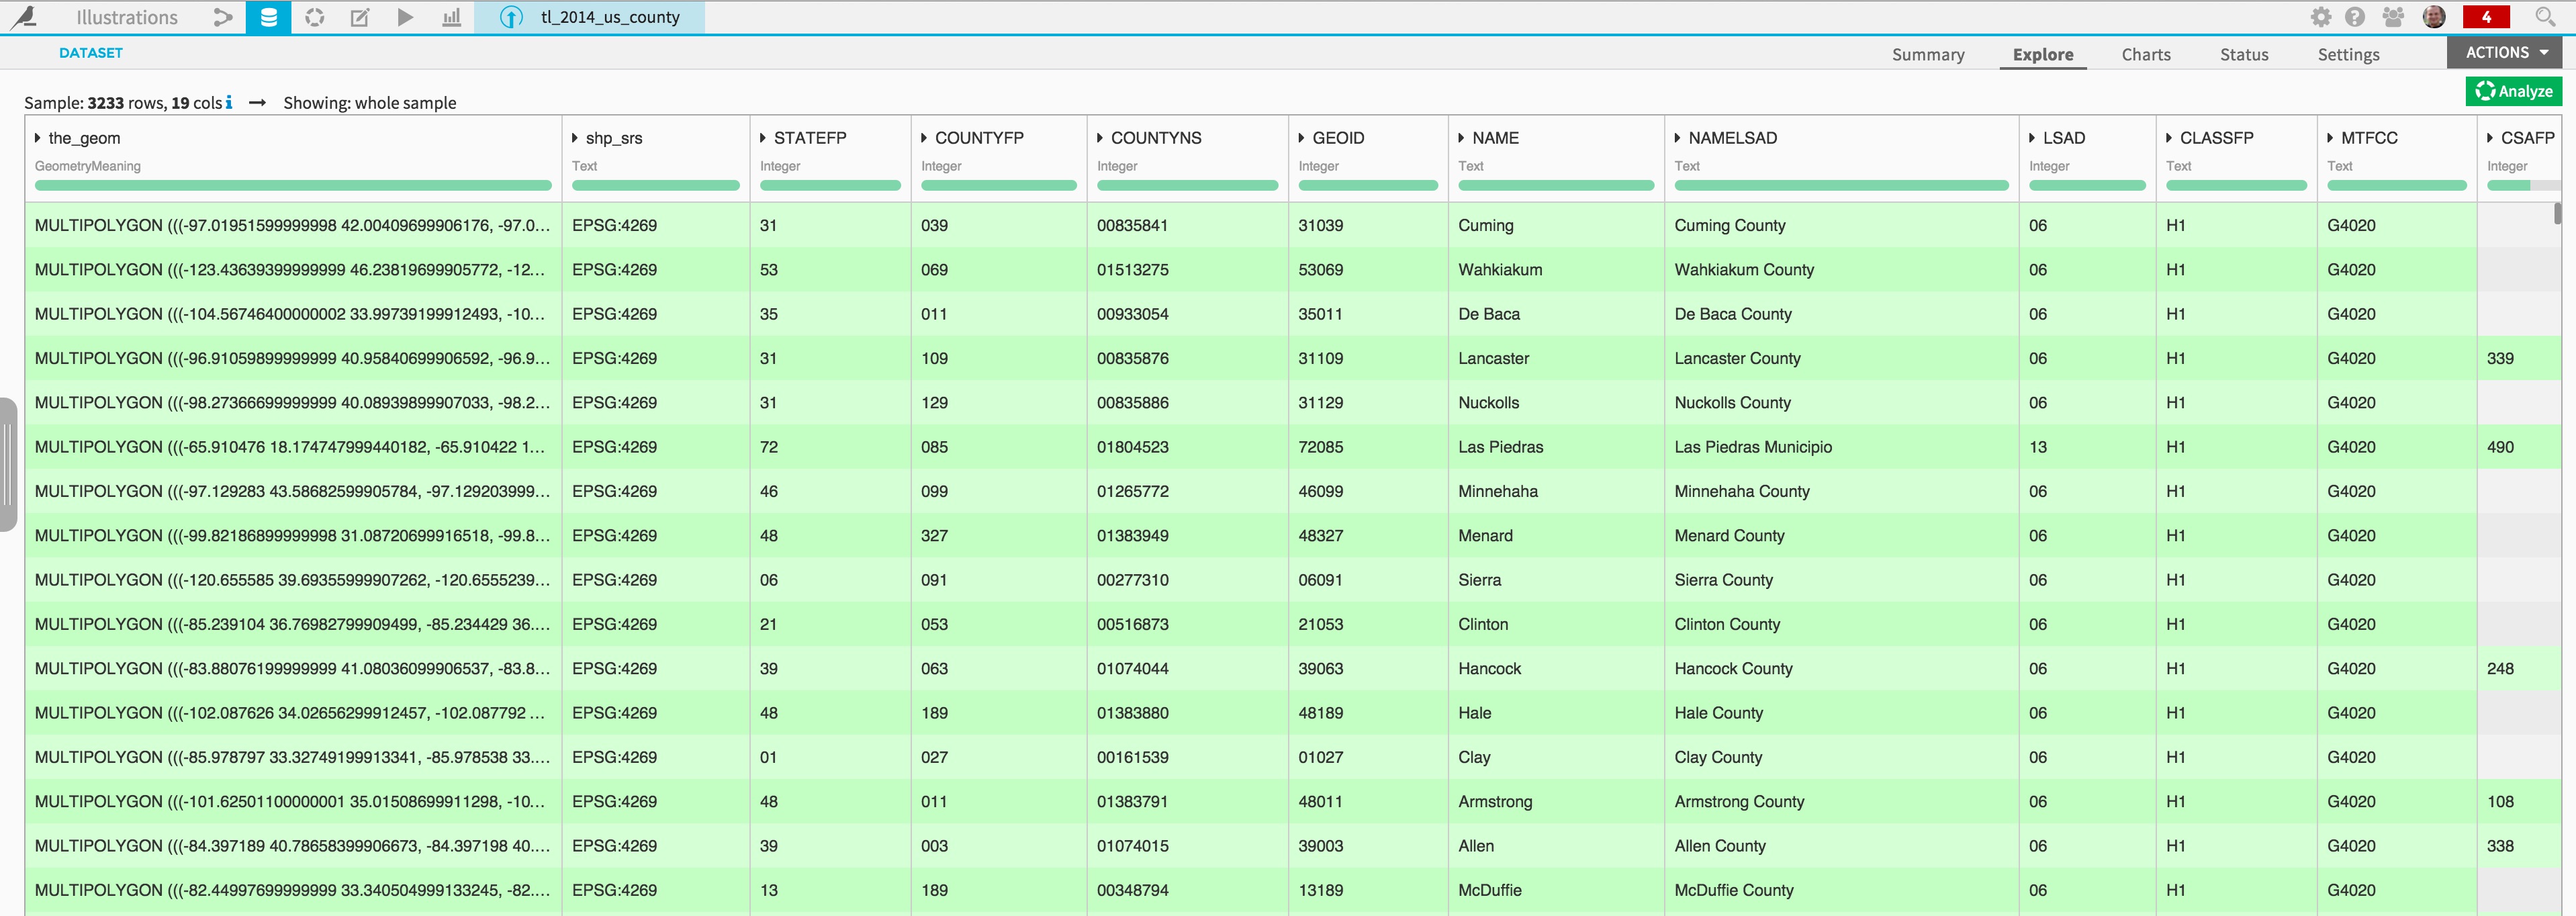 Illustrations tl_2014_us_county 4
DATASET Summary Explore Charts Status Settings ACTIONS
Sample: 3233 rows, 19 cols i → Showing: whole sample Analyze
the_geom shp_srs STATEFP COUNTYFP COUNTYNS GEOID NAME NAMELSAD LSAD CLASSFP MTFCC CSAFP
GeometryMeaning Text Integer Integer Integer Integer Text Text Integer Text Text Integer
MULTIPOLYGON (((-97.01951599999998 42.00409699906176, -97.0... EPSG:4269 31 039 00835841 31039 Cuming Cuming County 06 H1 G4020
MULTIPOLYGON (((-123.43639399999999 46.23819699905772, -12... EPSG:4269 53 069 01513275 53069 Wahkiakum Wahkiakum County 06 H1 G4020
MULTIPOLYGON (((-104.56746400000002 33.99739199912493, -10... EPSG:4269 35 011 00933054 35011 De Baca De Baca County 06 H1 G4020
MULTIPOLYGON (((-96.91059899999999 40.95840699906592, -96.9... EPSG:4269 31 109 00835876 31109 Lancaster Lancaster County 06 H1 G4020 339
MULTIPOLYGON (((-98.27366699999999 40.08939899907033, -98.2... EPSG:4269 31 129 00835886 31129 Nuckolls Nuckolls County 06 H1 G4020
MULTIPOLYGON (((-65.910476 18.174747999440182, -65.910422 1... EPSG:4269 72 085 01804523 72085 Las Piedras Las Piedras Municipio 13 H1 G4020 490
MULTIPOLYGON (((-97.129283 43.58682599905784, -97.129203999... EPSG:4269 46 099 01265772 46099 Minnehaha Minnehaha County 06 H1 G4020
MULTIPOLYGON (((-99.82186899999998 31.08720699916518, -99.8... EPSG:4269 48 327 01383949 48327 Menard Menard County 06 H1 G4020
MULTIPOLYGON (((-120.655585 39.69355999907262, -120.6555239... EPSG:4269 06 091 00277310 06091 Sierra Sierra County 06 H1 G4020
MULTIPOLYGON (((-85.239104 36.76982799909499, -85.234429 36.... EPSG:4269 21 053 00516873 21053 Clinton Clinton County 06 H1 G4020
MULTIPOLYGON (((-83.88076199999999 41.08036099906537, -83.8... EPSG:4269 39 063 01074044 39063 Hancock Hancock County 06 H1 G4020 248
MULTIPOLYGON (((-102.087626 34.02656299912457, -102.087792 ... EPSG:4269 48 189 01383880 48189 Hale Hale County 06 H1 G4020
MULTIPOLYGON (((-85.978797 33.32749199913341, -85.978538 33.... EPSG:4269 01 027 00161539 01027 Clay Clay County 06 H1 G4020
MULTIPOLYGON (((-101.62501100000001 35.01508699911298, -10... EPSG:4269 48 011 01383791 48011 Armstrong Armstrong County 06 H1 G4020 108
MULTIPOLYGON (((-84.397189 40.78658399906673, -84.397198 40.... EPSG:4269 39 003 01074015 39003 Allen Allen County 06 H1 G4020 338
MULTIPOLYGON (((-82.44997699999999 33.340504999133245, -82.... EPSG:4269 13 189 00348794 13189 McDuffie McDuffie County 06 H1 G4020